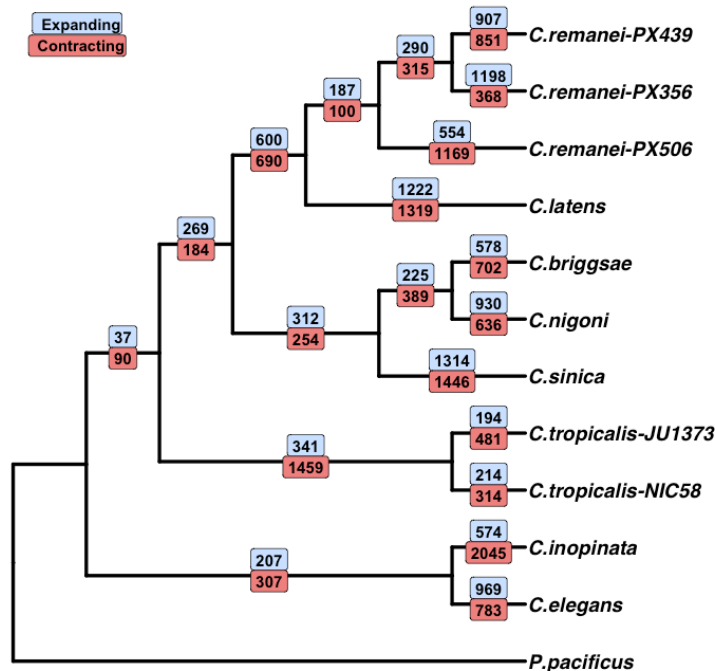 Expanding
Contracting
907
851
C.remanei-PX439
290
315
1198
368
C.remanei-PX356
187
100
554
1169
C.remanei-PX506
600
690
1222
1319
C.latens
269
184
578
702
C.briggsae
225
389
930
636
C.nigoni
312
254
1314
1446
C.sinica
37
90
194
481
C.tropicalis-JU1373
341
1459
214
314
C.tropicalis-NIC58
574
2045
C.inopinata
207
307
969
783
C.elegans
P.pacificus